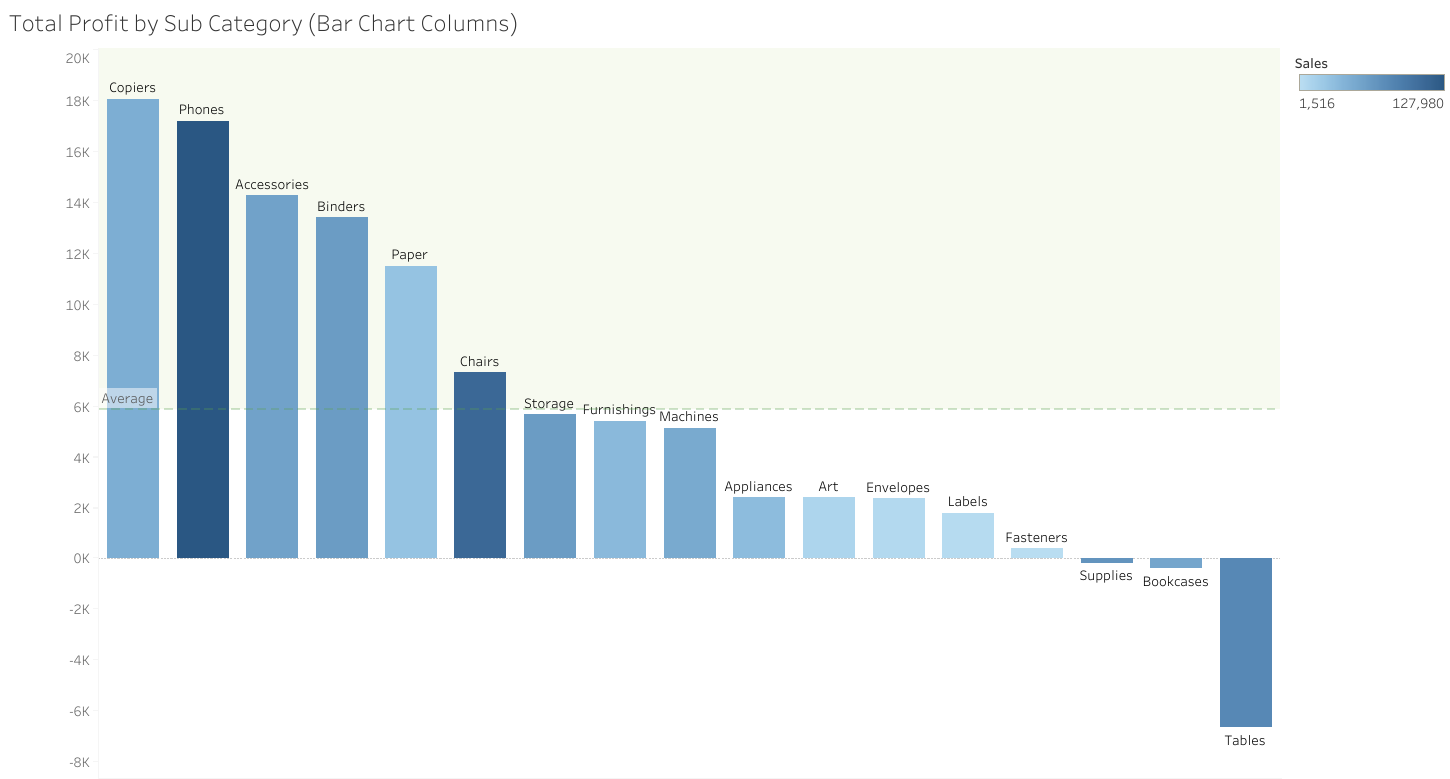 Total Profit by Sub Category (Bar Chart Columns)
20K
18K
16K
14K
12K
10K
8K
6K
4K
2K
0K
-2K
-4K
-6K
-8K
Average
Copiers
Phones
Accessories
Binders
Paper
Chairs
Storage
Furnishings
Machines
Appliances
Art
Envelopes
Labels
Fasteners
Supplies
Bookcases
Tables
Sales
1,516 127,980